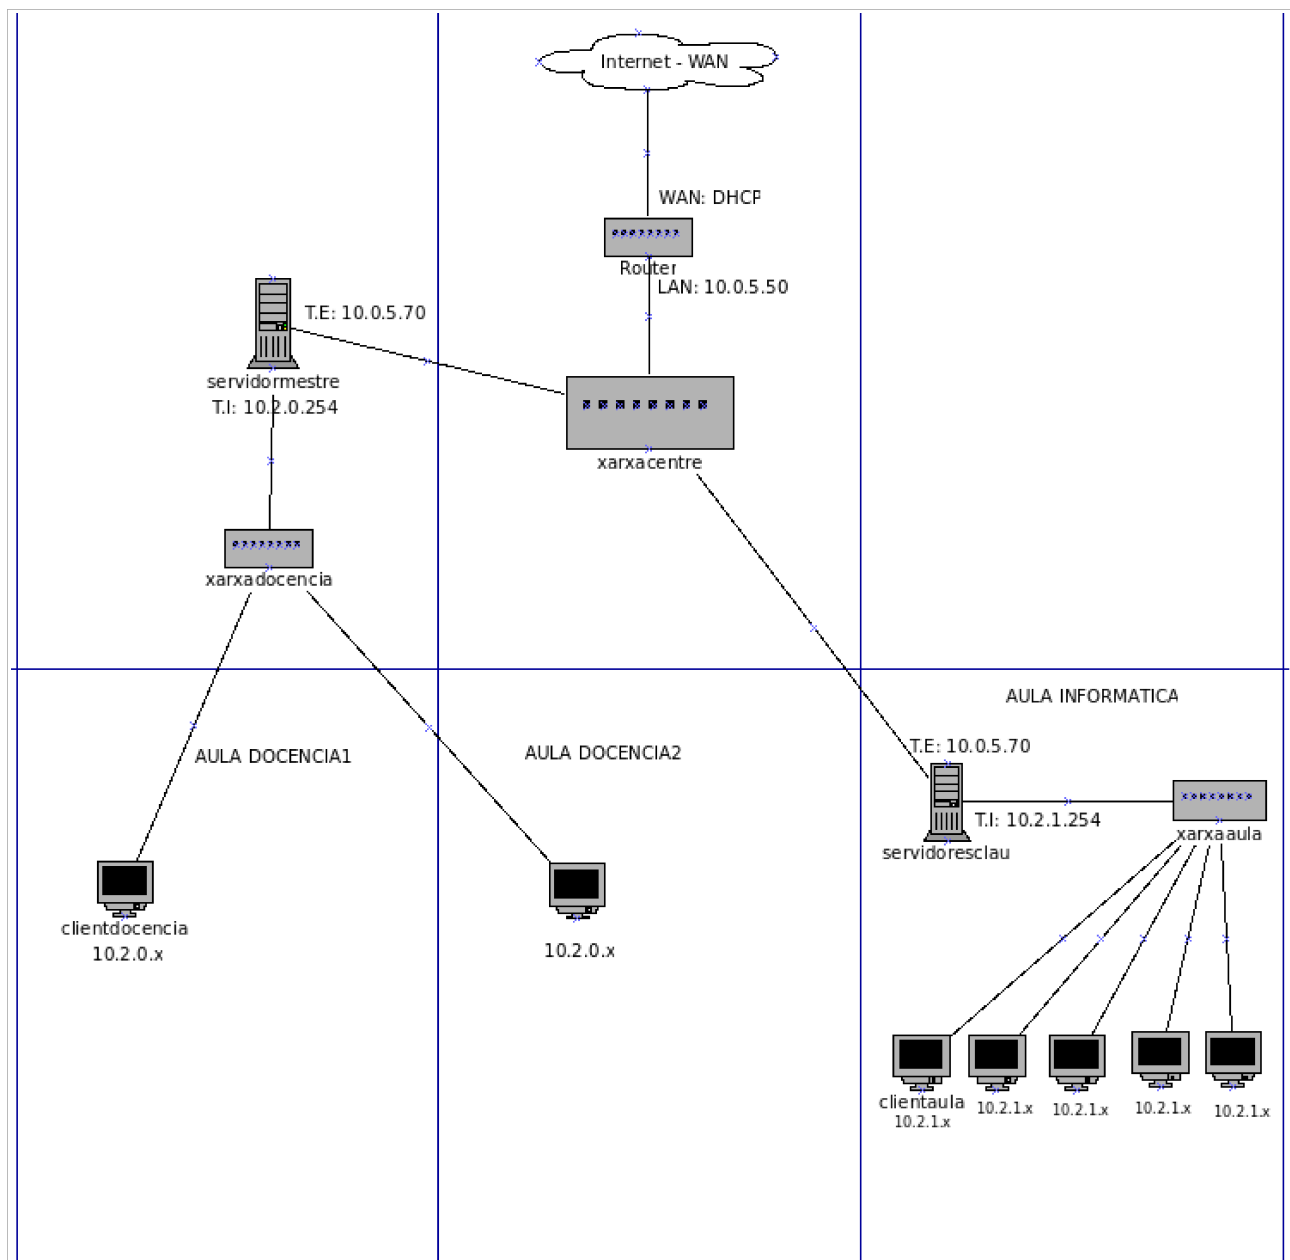 Internet - WAN
WAN: DHCP
Router
LAN: 10.0.5.50
T.E: 10.0.5.70
servidormestre
T.I: 10.2.0.254
xarxacentre
xarxadocencia
AULA DOCENCIA1
AULA DOCENCIA2
AULA INFORMATICA
T.E: 10.0.5.70
T.I: 10.2.1.254
servidoresclau
xarxaaula
clientdocencia
10.2.0.x
10.2.0.x
clientaula
10.2.1.x
10.2.1.x
10.2.1.x
10.2.1.x
10.2.1.x